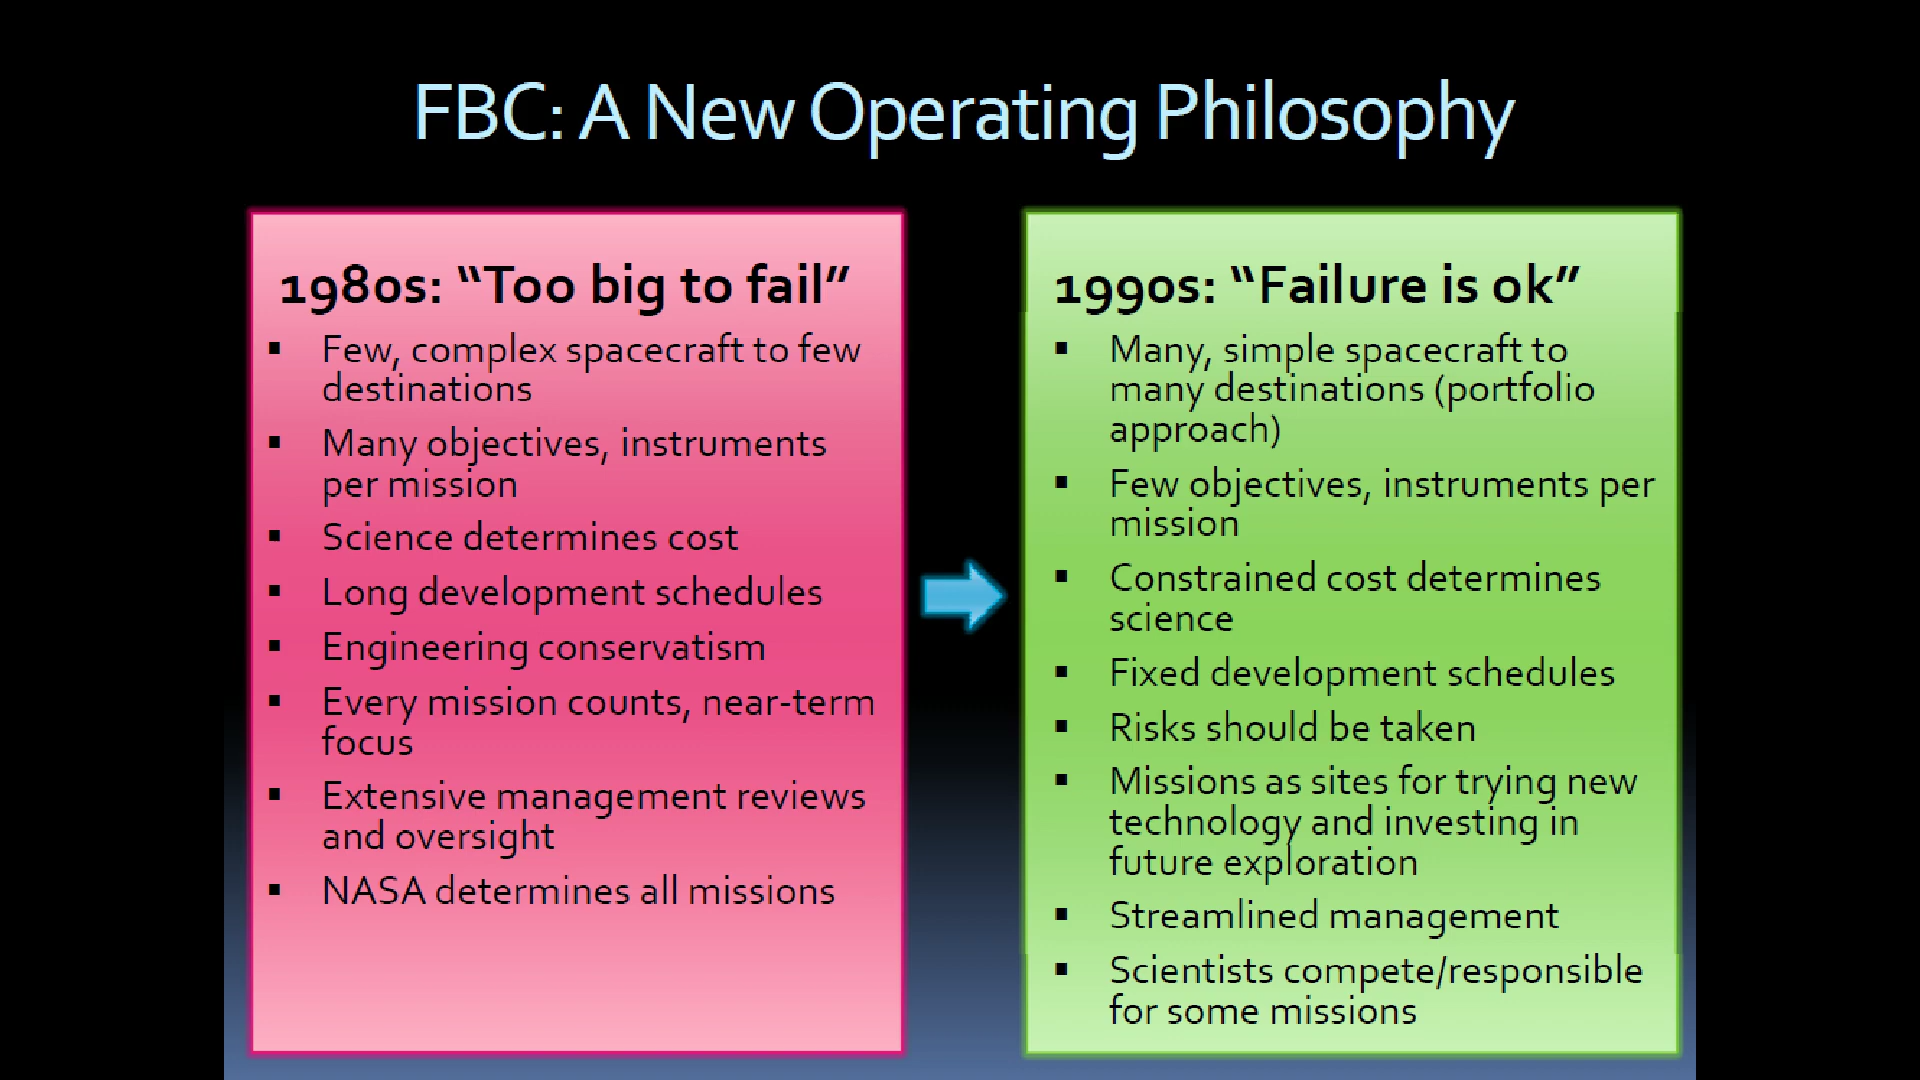 FBC: A New Operating Philosophy
1980s: “Too big to fail”
▪ Few, complex spacecraft to few
destinations
▪ Many objectives, instruments
per mission
▪ Science determines cost
▪ Long development schedules
▪ Engineering conservatism
▪ Every mission counts, near-term
focus
▪ Extensive management reviews
and oversight
▪ NASA determines all missions
1990s: “Failure is ok”
▪ Many, simple spacecraft to
many destinations (portfolio
approach)
▪ Few objectives, instruments per
mission
▪ Constrained cost determines
science
▪ Fixed development schedules
▪ Risks should be taken
▪ Missions as sites for trying new
technology and investing in
future exploration
▪ Streamlined management
▪ Scientists compete/responsible
for some missions